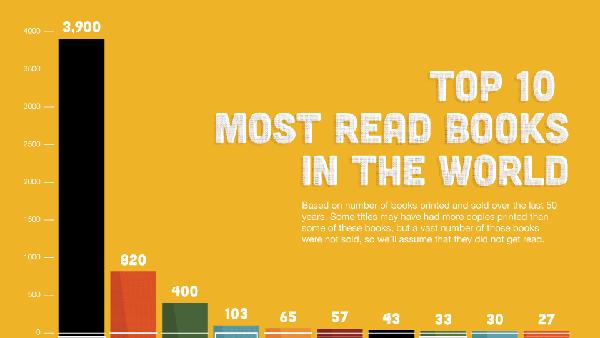 3,900
4000
3500
3000
2500
2000
1500
1000
500
0
820
400
103
65
57
43
33
30
27
TOP 10
MOST READ BOOKS
IN THE WORLD
Based on number of books printed and sold over the last 50
years. Some titles may have had more copies printed than
some of these books, but a vast number of those books
were not sold, so we'll assume that they did not get read.